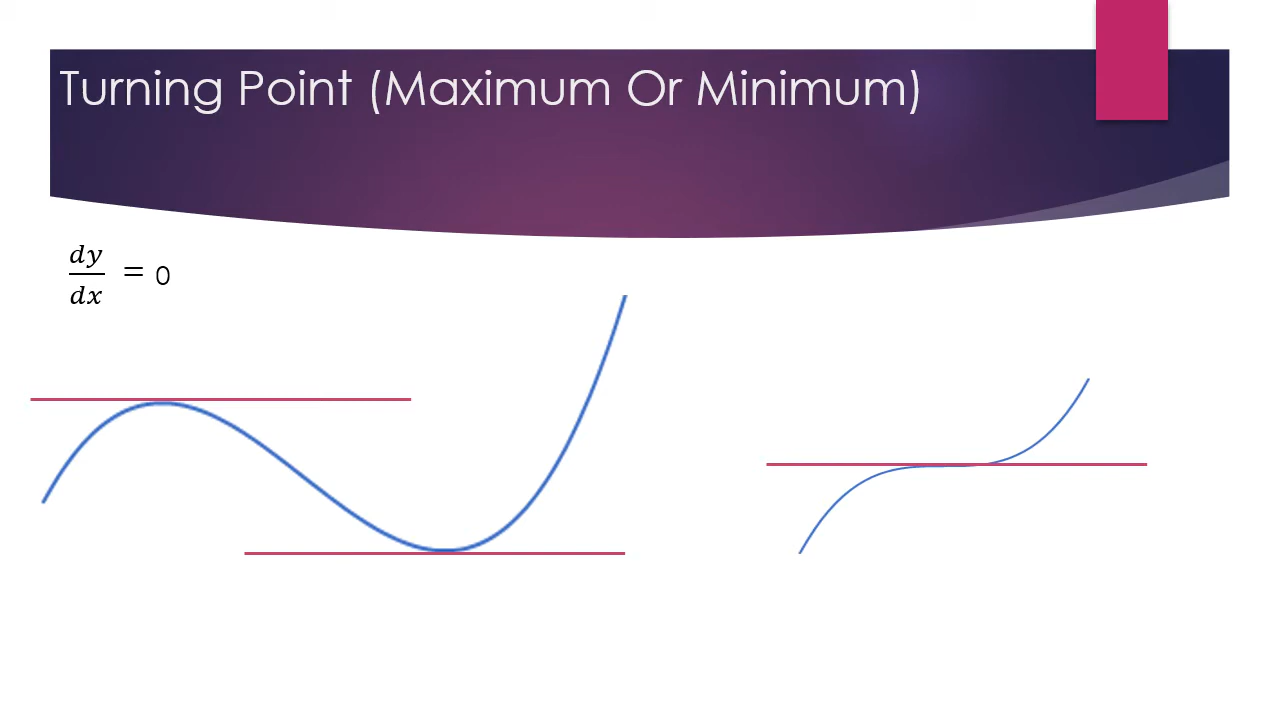 Turning Point (Maximum Or Minimum)
dy/dx = 0